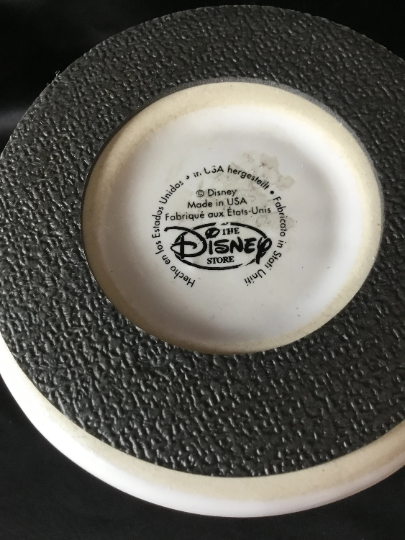 Hecho en los Estados Unidos • in USA hergestellt • Fabricato in Stati Uniti
© Disney
Made in USA
Fabriqué aux États-Unis
THE
DISNEY
STORE